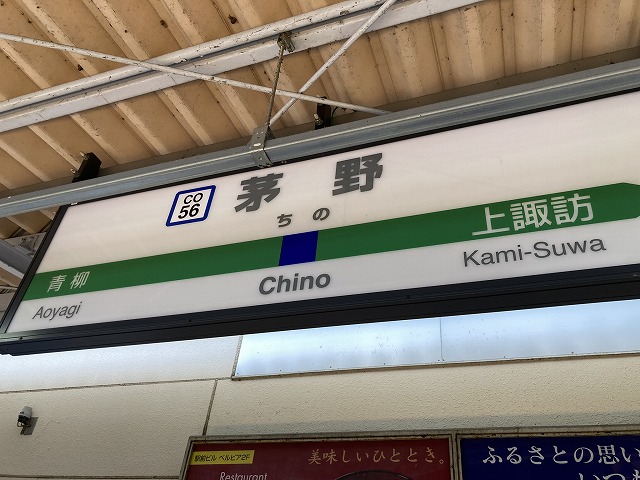 CO
56
茅野
ちの
青柳
Aoyagi
Chino
上諏訪
Kami-Suwa
駅前ビル ベルビア2F
美味しいひととき。
Restaurant
ふるさとの思い